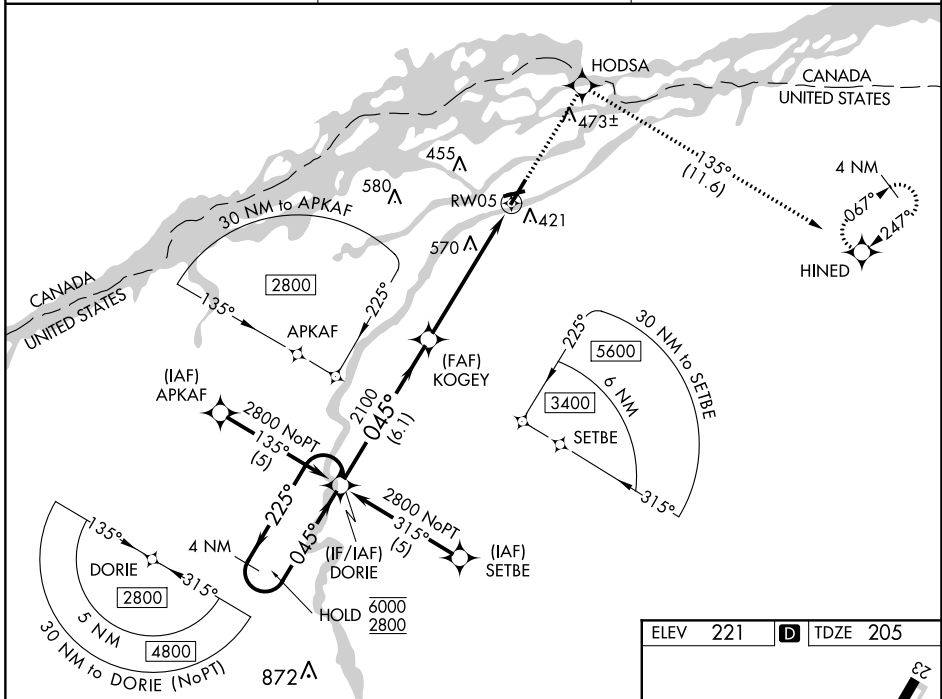 HODSA
CANADA
UNITED STATES
473±
135°
(11.6)
4 NM
067°
247°
HINED
455
580
RW05
421
570
30 NM to APKAF
2800
135°
225°
APKAF
CANADA
UNITED STATES
(FAF)
KOGEY
2100
045°
(6.1)
225°
5600
30 NM to SETBE
3400
6 NM
SETBE
315°
(IAF)
APKAF
2800 NoPT
135°
(5)
225°
045°
4 NM
(IF/IAF)
DORIE
2800 NoPT
315°
(5)
(IAF)
SETBE
HOLD 6000
2800
135°
DORIE
315°
2800
5 NM
4800
30 NM to DORIE (NoPT)
872
ELEV 221 D TDZE 205
23